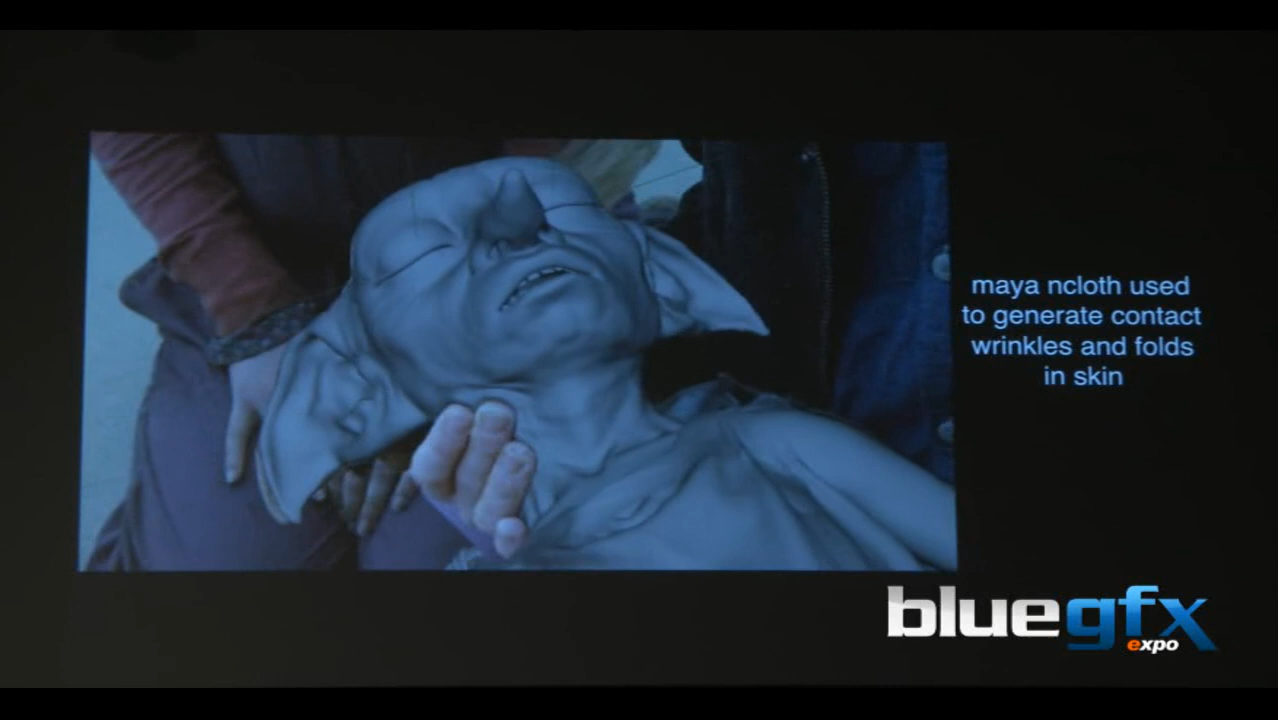 maya ncloth used
to generate contact
wrinkles and folds
in skin
bluegfx
expo